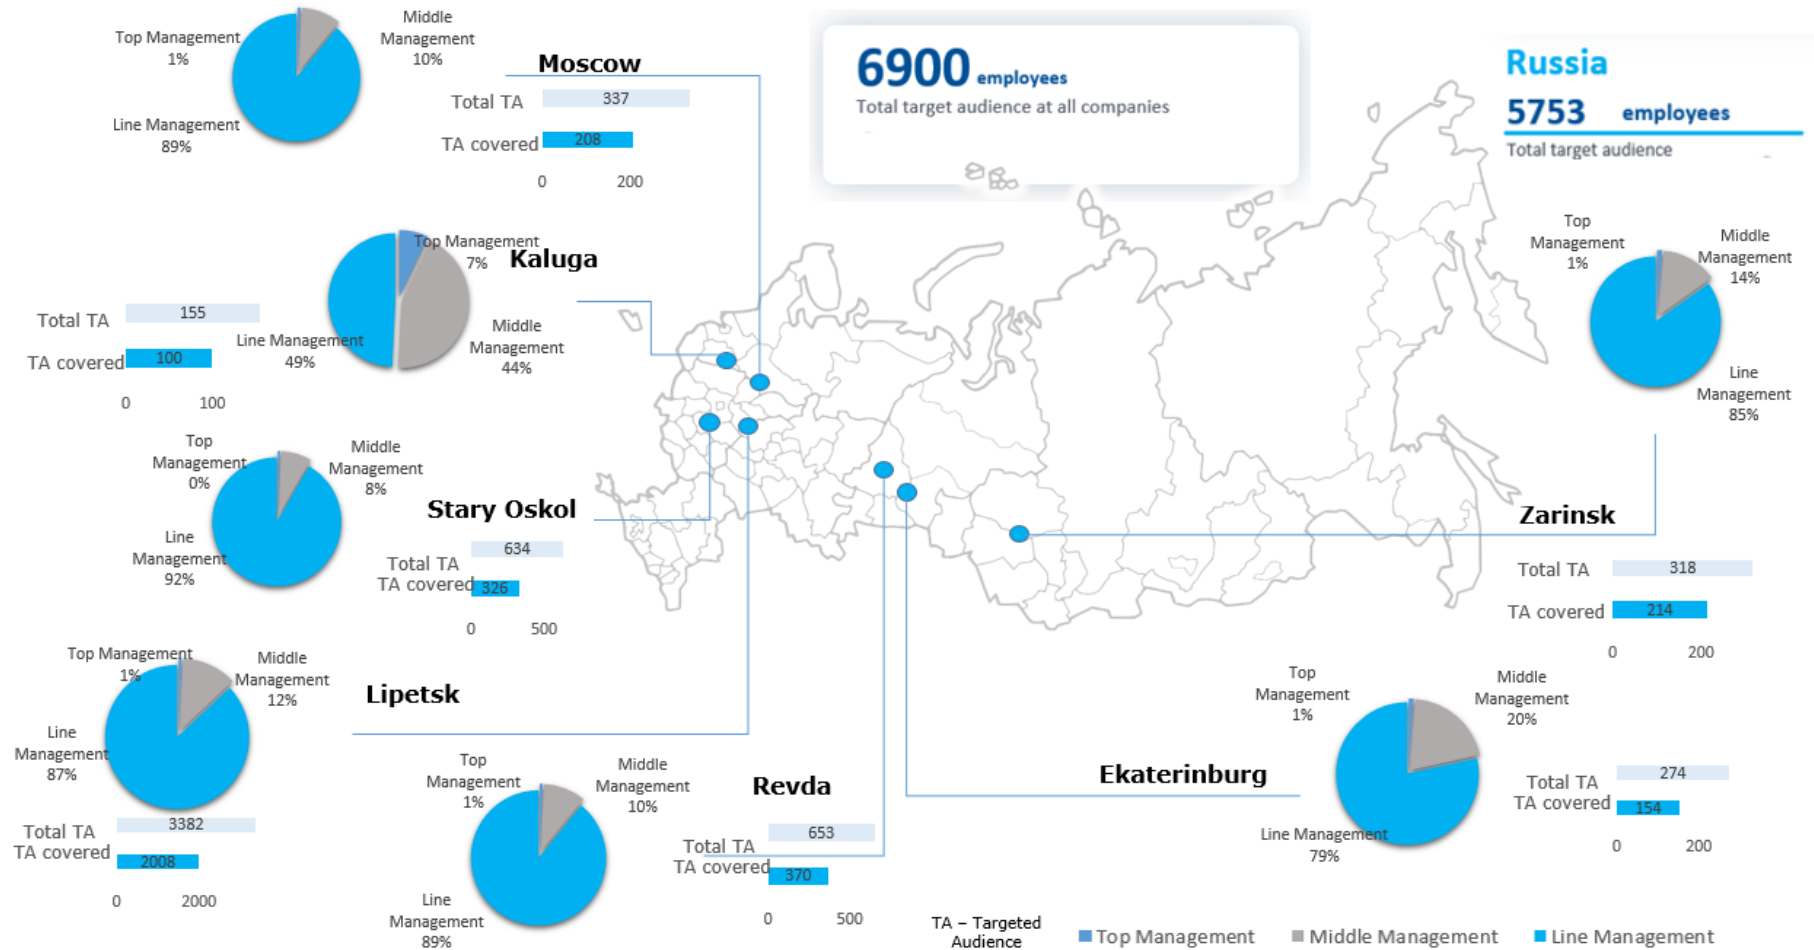 Middle
Management
10%
Top Management
1%
Line Management
89%
Moscow
Total TA
337
TA covered
208
0
200
6900 employees
Total target audience at all companies
Russia
5753 employees
Total target audience
Top Management
7%
Kaluga
Middle
Management
44%
Line Management
49%
Total TA
155
TA covered
100
0
100
Top
Management
1%
Middle
Management
14%
Line
Management
85%
Zarinsk
Total TA
318
TA covered
214
0
200
Top
Management
0%
Middle
Management
8%
Line
Management
92%
Stary Oskol
Total TA
634
TA covered
326
0
500
Top Management
1%
Middle
Management
12%
Line
Management
87%
Lipetsk
Total TA
3382
TA covered
2008
0
2000
Top
Management
1%
Middle
Management
10%
Line
Management
89%
Revda
Total TA
653
TA covered
370
0
500
Top
Management
1%
Middle
Management
20%
Line Management
79%
Ekaterinburg
Total TA
274
TA covered
154
0
200
TA – Targeted
Audience
Top Management
Middle Management
Line Management